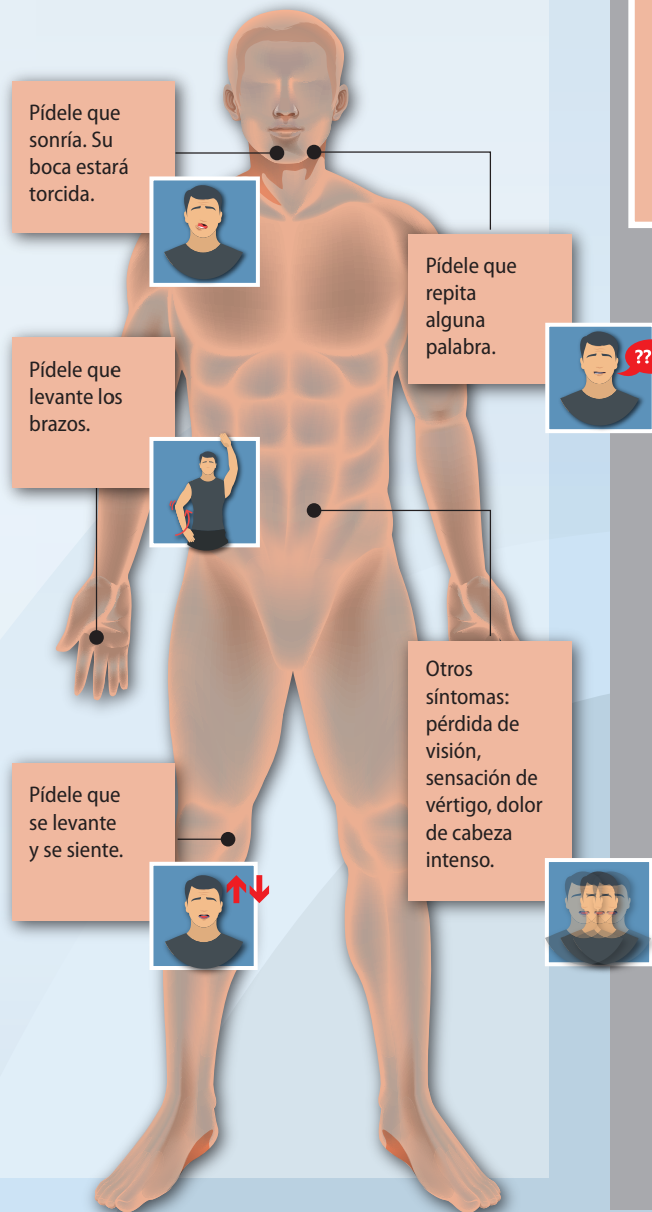 Pídele que
sonría. Su
boca estará
torcida.
Pídele que
repita
alguna
palabra.
??
Pídele que
levante los
brazos.
Otros
síntomas:
pérdida de
visión,
sensación de
vértigo, dolor
de cabeza
intenso.
Pídele que
se levante
y se siente.